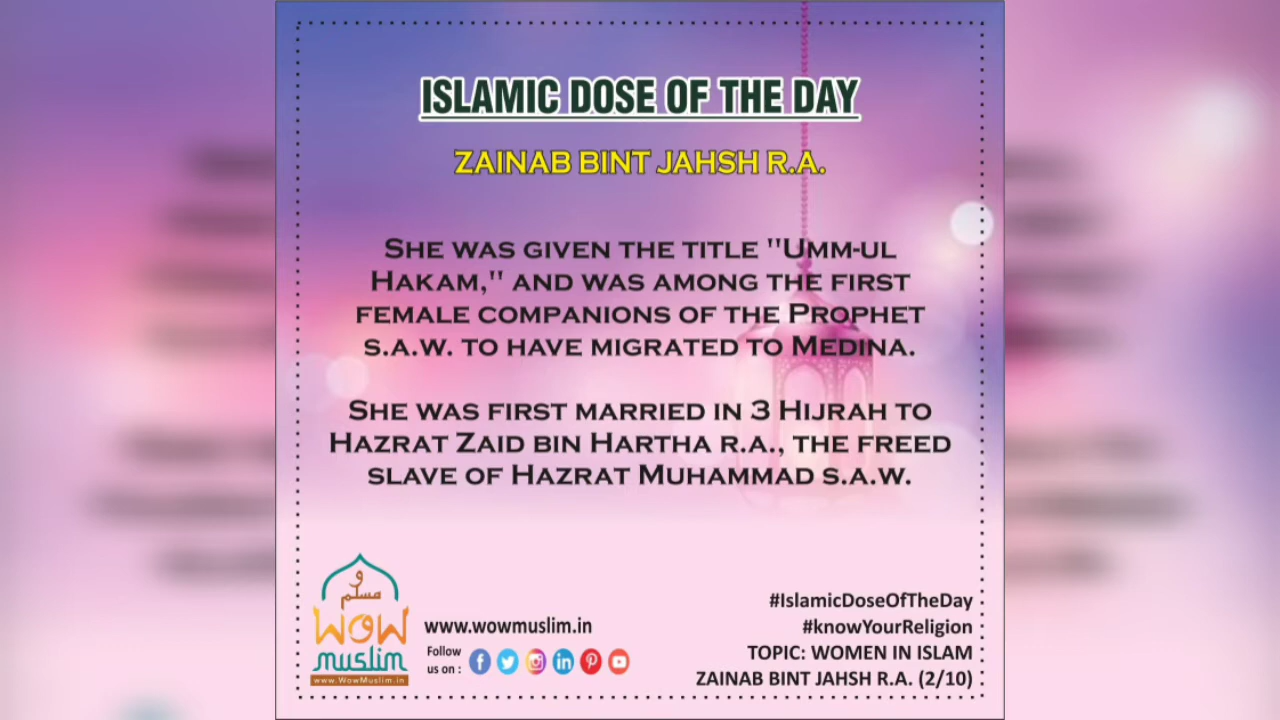 ISLAMIC DOSE OF THE DAY
ZAINAB BINT JAHSH R.A.
SHE WAS GIVEN THE TITLE "UMM-UL
HAKAM," AND WAS AMONG THE FIRST
FEMALE COMPANIONS OF THE PROPHET
S.A.W. TO HAVE MIGRATED TO MEDINA.
SHE WAS FIRST MARRIED IN 3 HIJRAH TO
HAZRAT ZAID BIN HARTHA R.A., THE FREED
SLAVE OF HAZRAT MUHAMMAD S.A.W.
و
مسلم
WOW
muslim
www.WowMuslim.in
www.wowmuslim.in
Follow
us on :
#IslamicDoseOfTheDay
#knowYourReligion
TOPIC: WOMEN IN ISLAM
ZAINAB BINT JAHSH R.A. (2/10)